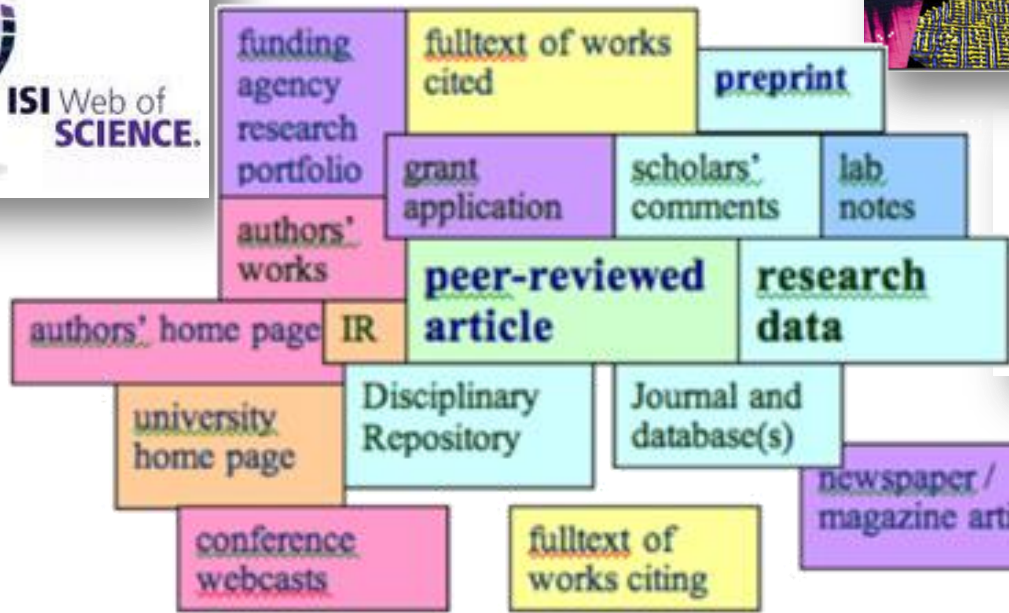 ISI Web of
SCIENCE.
funding
agency
research
portfolio
fulltext of works
cited
preprint
grant
application
scholars'
comments
lab
notes
authors'
works
peer-reviewed
article
research
data
authors' home page
IR
university
home page
Disciplinary
Repository
Journal and
database(s)
newspaper /
magazine arti
conference
webcasts
fulltext of
works citing